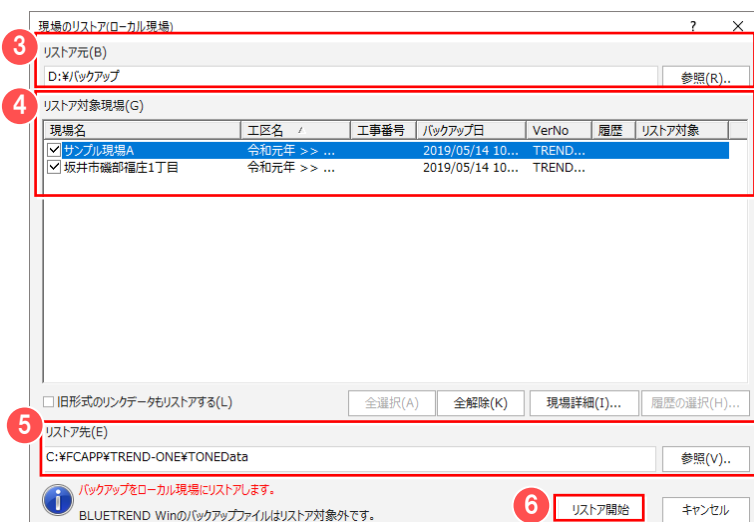 現場のリストア(ローカル現場) ? ×
3 リストア元(B)
D:¥バックアップ 参照(R)..
4 リストア対象現場(G)
現場名 工区名 工事番号 バックアップ日 VerNo 履歴 リストア対象
サンプル現場A 令和元年 >> ... 2019/05/14 10... TREND...
坂井市磯部福庄1丁目 令和元年 >> ... 2019/05/14 10... TREND...
旧形式のリンクデータもリストアする(L) 全選択(A) 全解除(K) 現場詳細(I)... 履歴の選択(H)...
5 リストア先(E)
C:¥FCAPP¥TREND-ONE¥TONEData 参照(V)..
バックアップをローカル現場にリストアします。
BLUETREND Winのバックアップファイルはリストア対象外です。
6 リストア開始 キャンセル